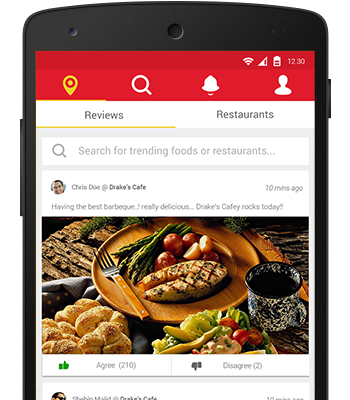 12.30
Reviews Restaurants
Search for trending foods or restaurants...
Chris Doe @ Drake's Cafe 10 mins ago
Having the best barbeque..! really delicious... Drake's Cafey rocks today!!
Agree (210) Disagree (2)
Shebin Majid @ Drake's Cafe 10 mins ago